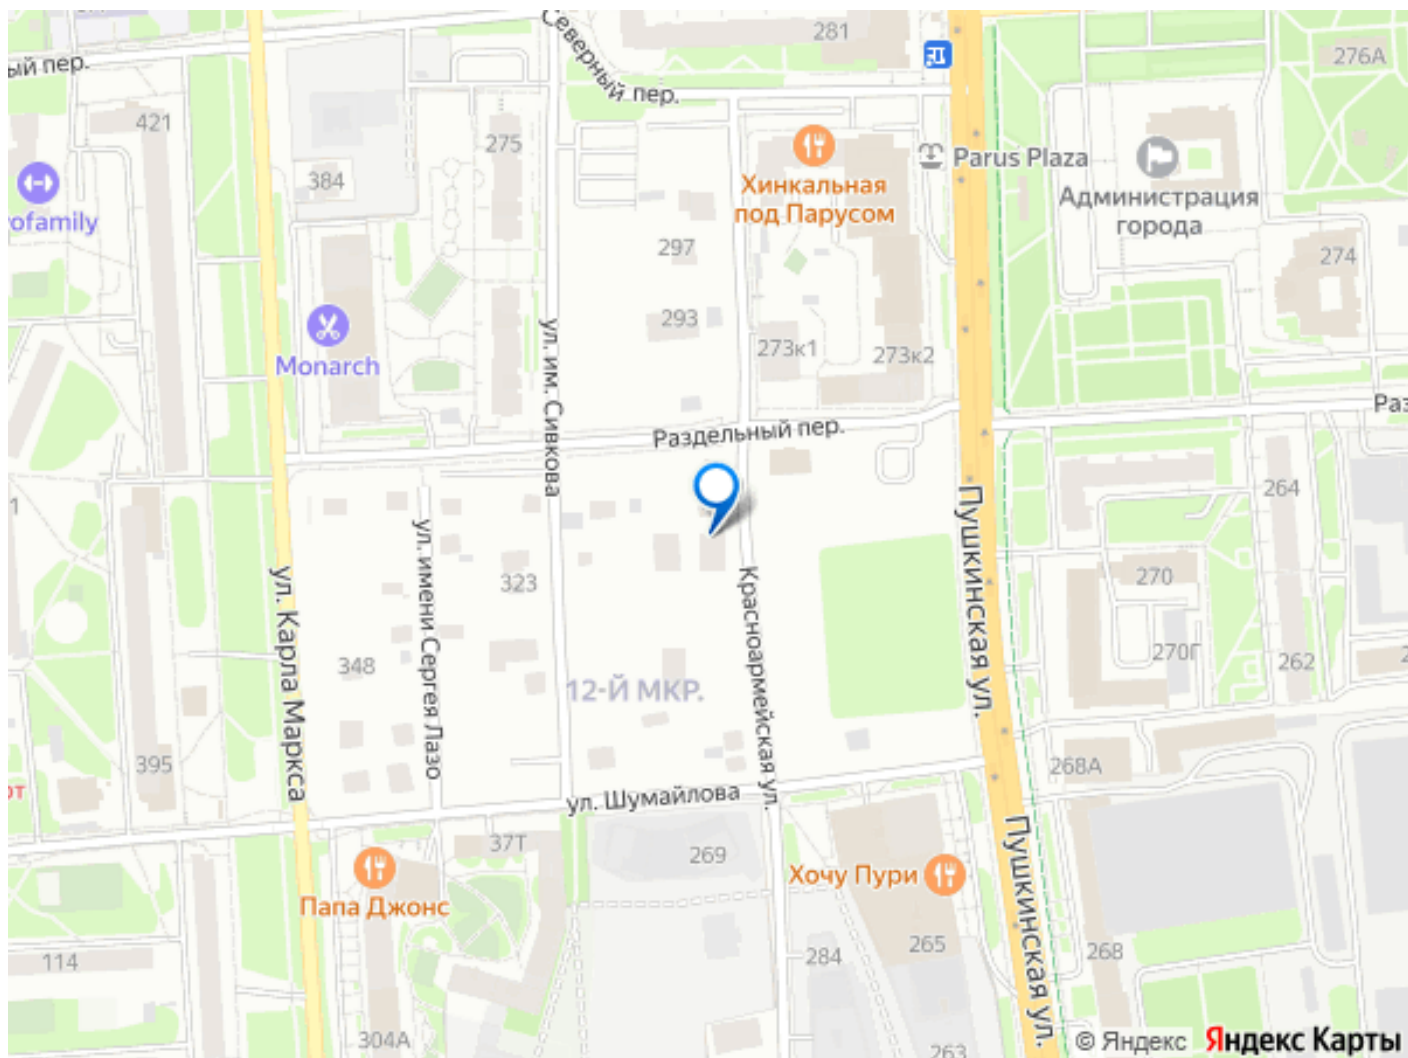 Северный пер.
281
276А
ый пер.
421
275
384
ofamily
Хинкальная
под Парусом
Parus Plaza
Администрация
города
297
274
293
Monarch
273к1
273к2
ул. им. Сивкова
Раздельный пер.
Раз
1
264
ул. имени Сергея Лазо
Пушкинская ул.
323
270
ул. Карла Маркса
Красноармейская ул.
348
12-Й МКР.
270Г
262
2
395
268А
от
ул. Шумайлова
37Т
269
Хочу Пури
Папа Джонс
Пушкинская ул.
114
284
265
268
304А
263
© Яндекс Яндекс Карты